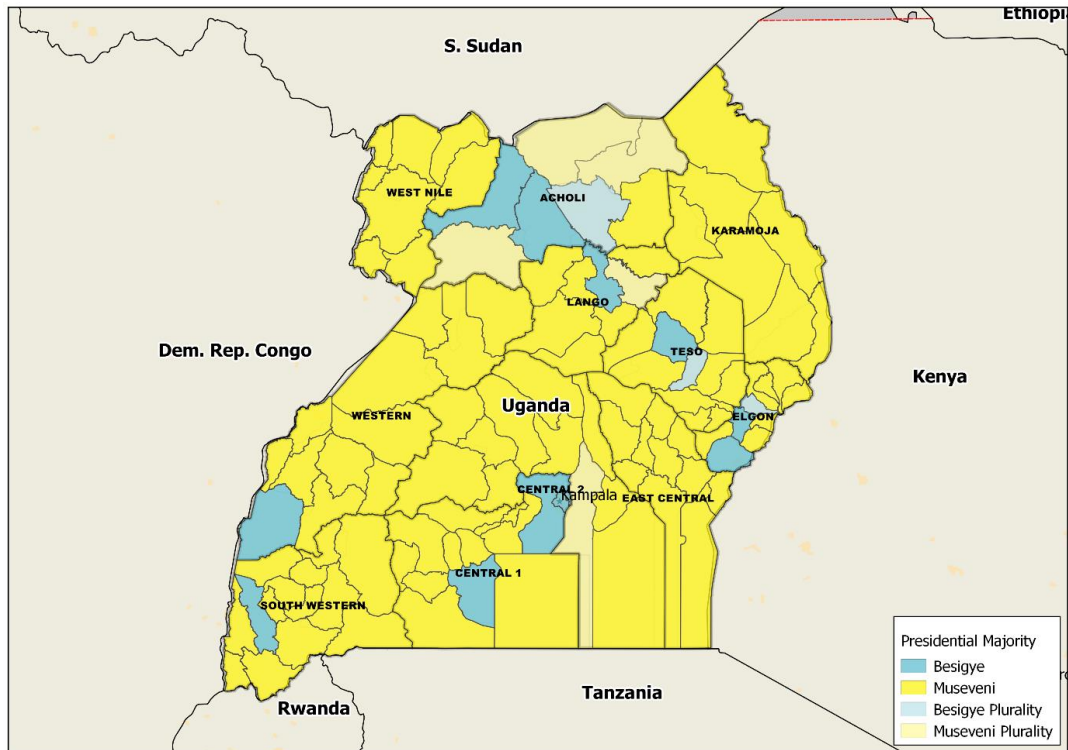 Ethiopia
S. Sudan
WEST NILE
ACHOLI
KARAMOJA
LANGO
Dem. Rep. Congo
TESO
Kenya
WESTERN
Uganda
ELGON
CENTRAL 2
Kampala
EAST CENTRAL
CENTRAL 1
SOUTH WESTERN
Presidential Majority
Besigye
Museveni
Besigye Plurality
Museveni Plurality
Tanzania
Rwanda